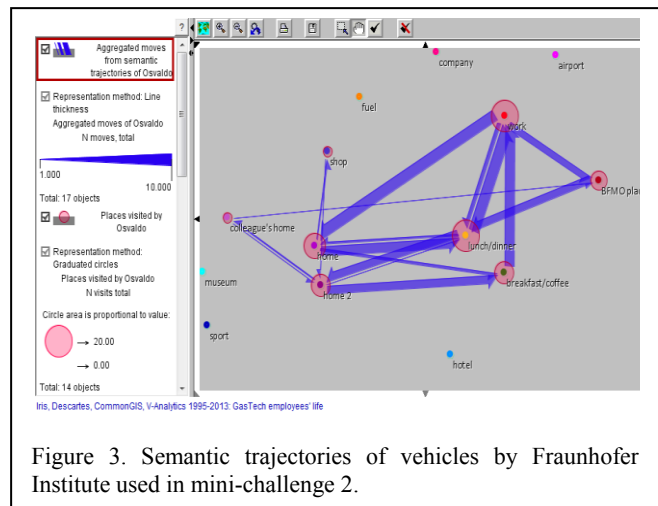 ?
Aggregated moves
from semantic
trajectories of Osvaldo
Representation method: Line
thickness
Aggregated moves of Osvaldo
N moves, total
1.000
10.000
Total: 17 objects
Places visited by
Osvaldo
Representation method:
Graduated circles
Places visited by Osvaldo
N visits total
Circle area is proportional to value:
→ 20.00
→ 0.00
Total: 14 objects
company
airport
fuel
work
shop
BFMO plac
colleague's home
home
lunch/dinner
museum
home 2
breakfast/coffee
sport
hotel
Iris, Descartes, CommonGIS, V-Analytics 1995-2013: GasTech employees' life
Figure 3. Semantic trajectories of vehicles by Fraunhofer
Institute used in mini-challenge 2.